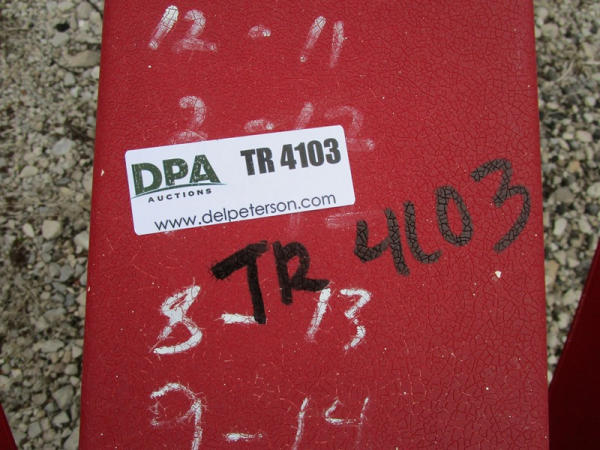 12 - 11
2 - 12
DPA
AUCTIONS
TR 4103
www.delpeterson.com
TR 4103
8 - 13
9 - 14